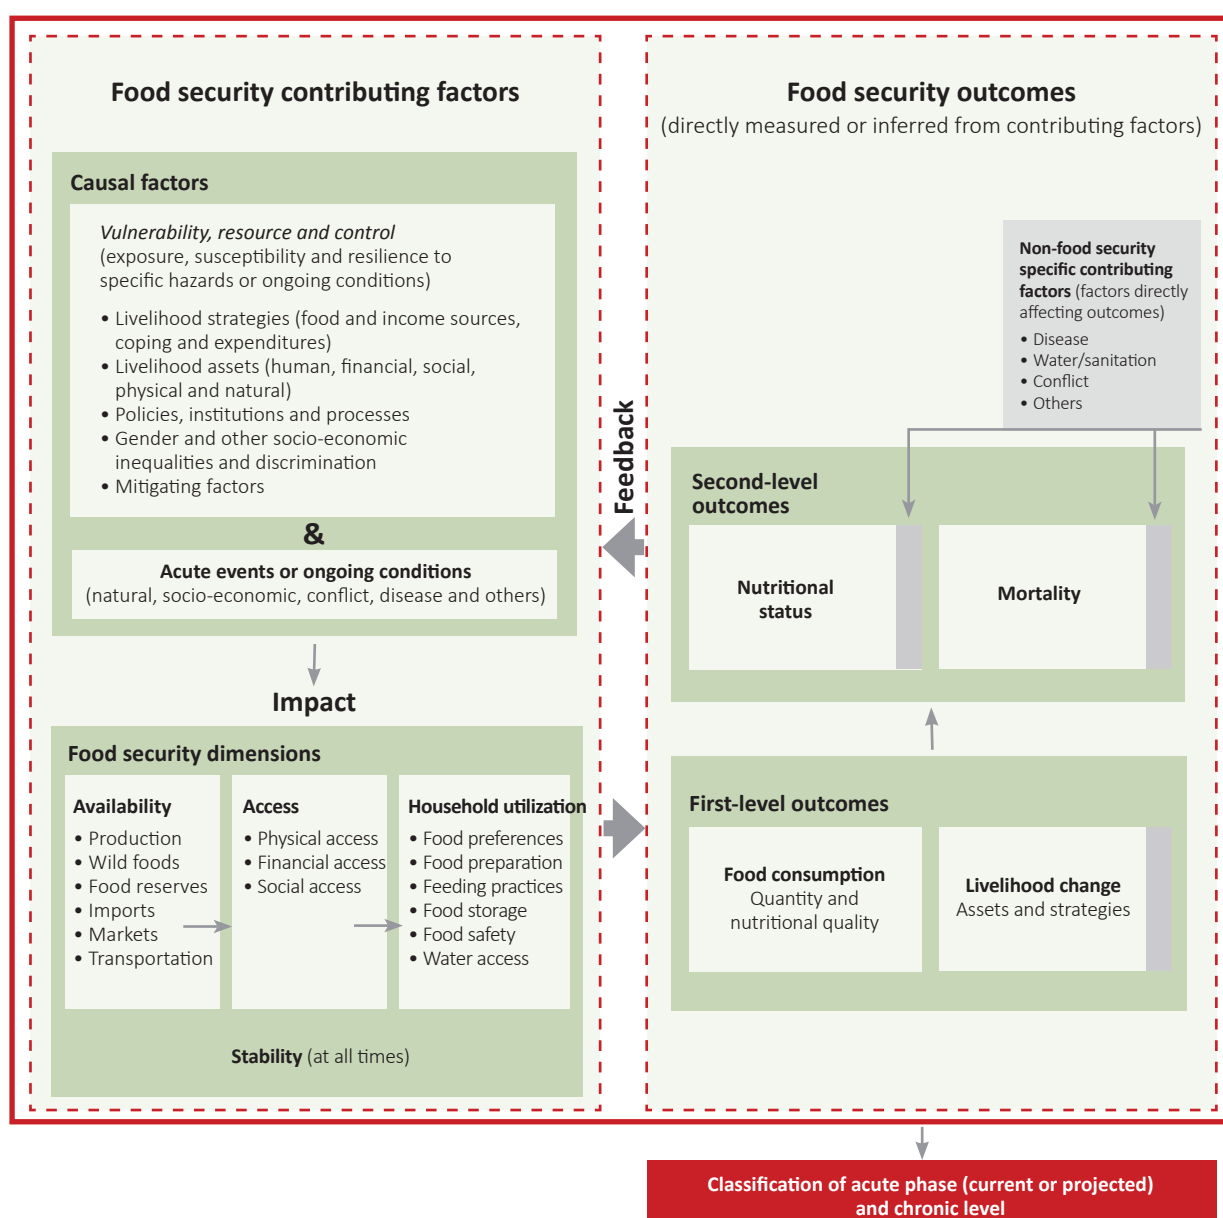 Food security contributing factors
Causal factors
Vulnerability, resource and control
(exposure, susceptibility and resilience to
specific hazards or ongoing conditions)
• Livelihood strategies (food and income sources,
coping and expenditures)
• Livelihood assets (human, financial, social,
physical and natural)
• Policies, institutions and processes
• Gender and other socio-economic
inequalities and discrimination
• Mitigating factors
&
Acute events or ongoing conditions
(natural, socio-economic, conflict, disease and others)
Impact
Food security dimensions
Availability
• Production
• Wild foods
• Food reserves
• Imports
• Markets
• Transportation
Access
• Physical access
• Financial access
• Social access
Household utilization
• Food preferences
• Food preparation
• Feeding practices
• Food storage
• Food safety
• Water access
Stability (at all times)
Feedback
Food security outcomes
(directly measured or inferred from contributing factors)
Non-food security
specific contributing
factors (factors directly
affecting outcomes)
• Disease
• Water/sanitation
• Conflict
• Others
Second-level
outcomes
Nutritional
status
Mortality
First-level outcomes
Food consumption
Quantity and
nutritional quality
Livelihood change
Assets and strategies
Classification of acute phase (current or projected)
and chronic level